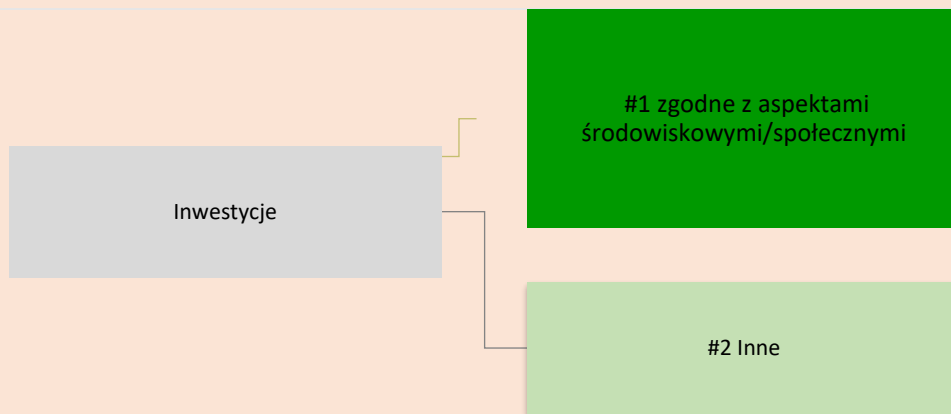 #1 zgodne z aspektami
środowiskowymi/społecznymi
Inwestycje
#2 Inne